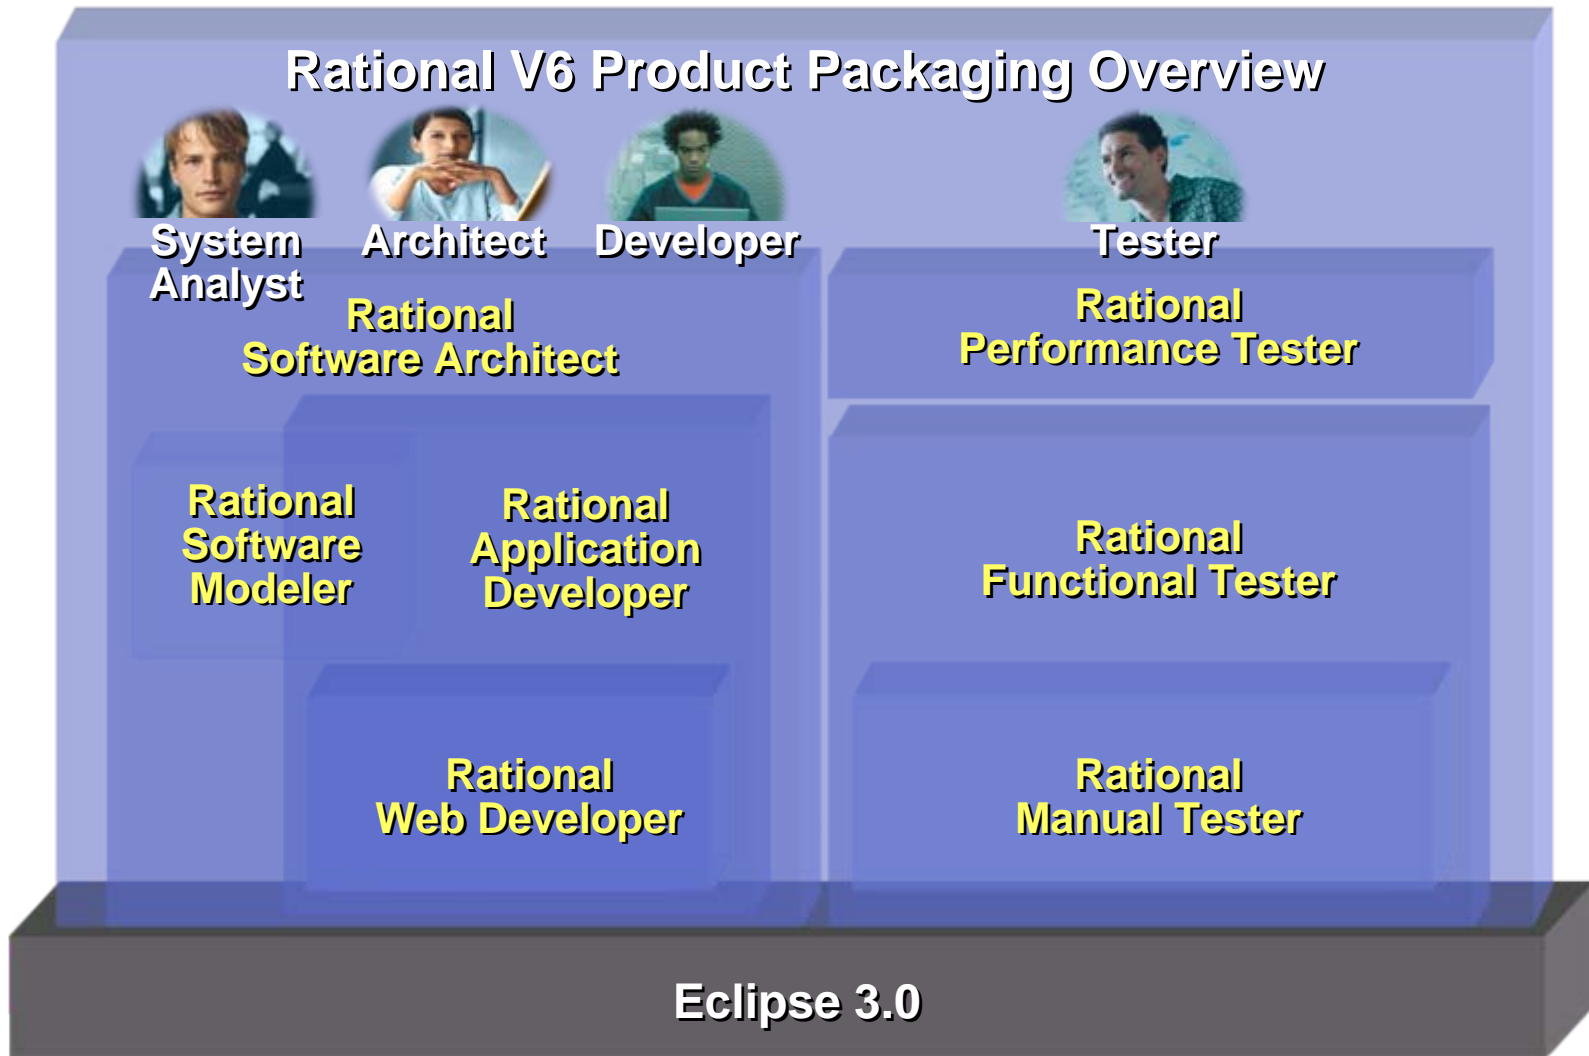 Rational V6 Product Packaging Overview
System
Analyst
Architect
Developer
Tester
Rational
Software Architect
Rational
Performance Tester
Rational
Software
Modeler
Rational
Application
Developer
Rational
Functional Tester
Rational
Web Developer
Rational
Manual Tester
Eclipse 3.0